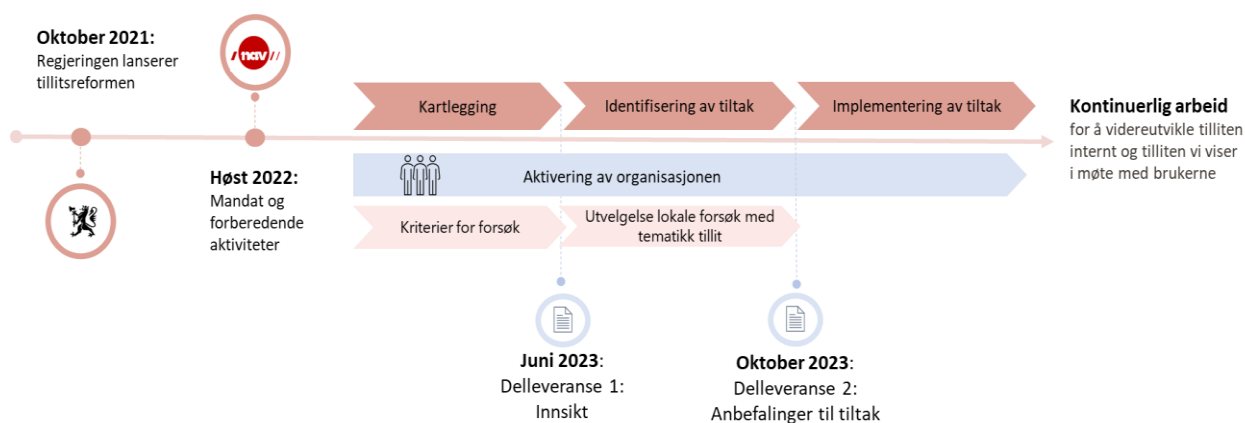 Oktober 2021:
Regjeringen lanserer
tillitsreformen
/ nav //
Høst 2022:
Mandat og
forberedende
aktiviteter
Kartlegging
Identifisering av tiltak
Implementering av tiltak
Aktivering av organisasjonen
Kriterier for forsøk
Utvelgelse lokale forsøk med
tematikk tillit
Juni 2023:
Delleveranse 1:
Innsikt
Oktober 2023:
Delleveranse 2:
Anbefalinger til tiltak
Kontinuerlig arbeid
for å videreutvikle tilliten
internt og tilliten vi viser
i møte med brukerne